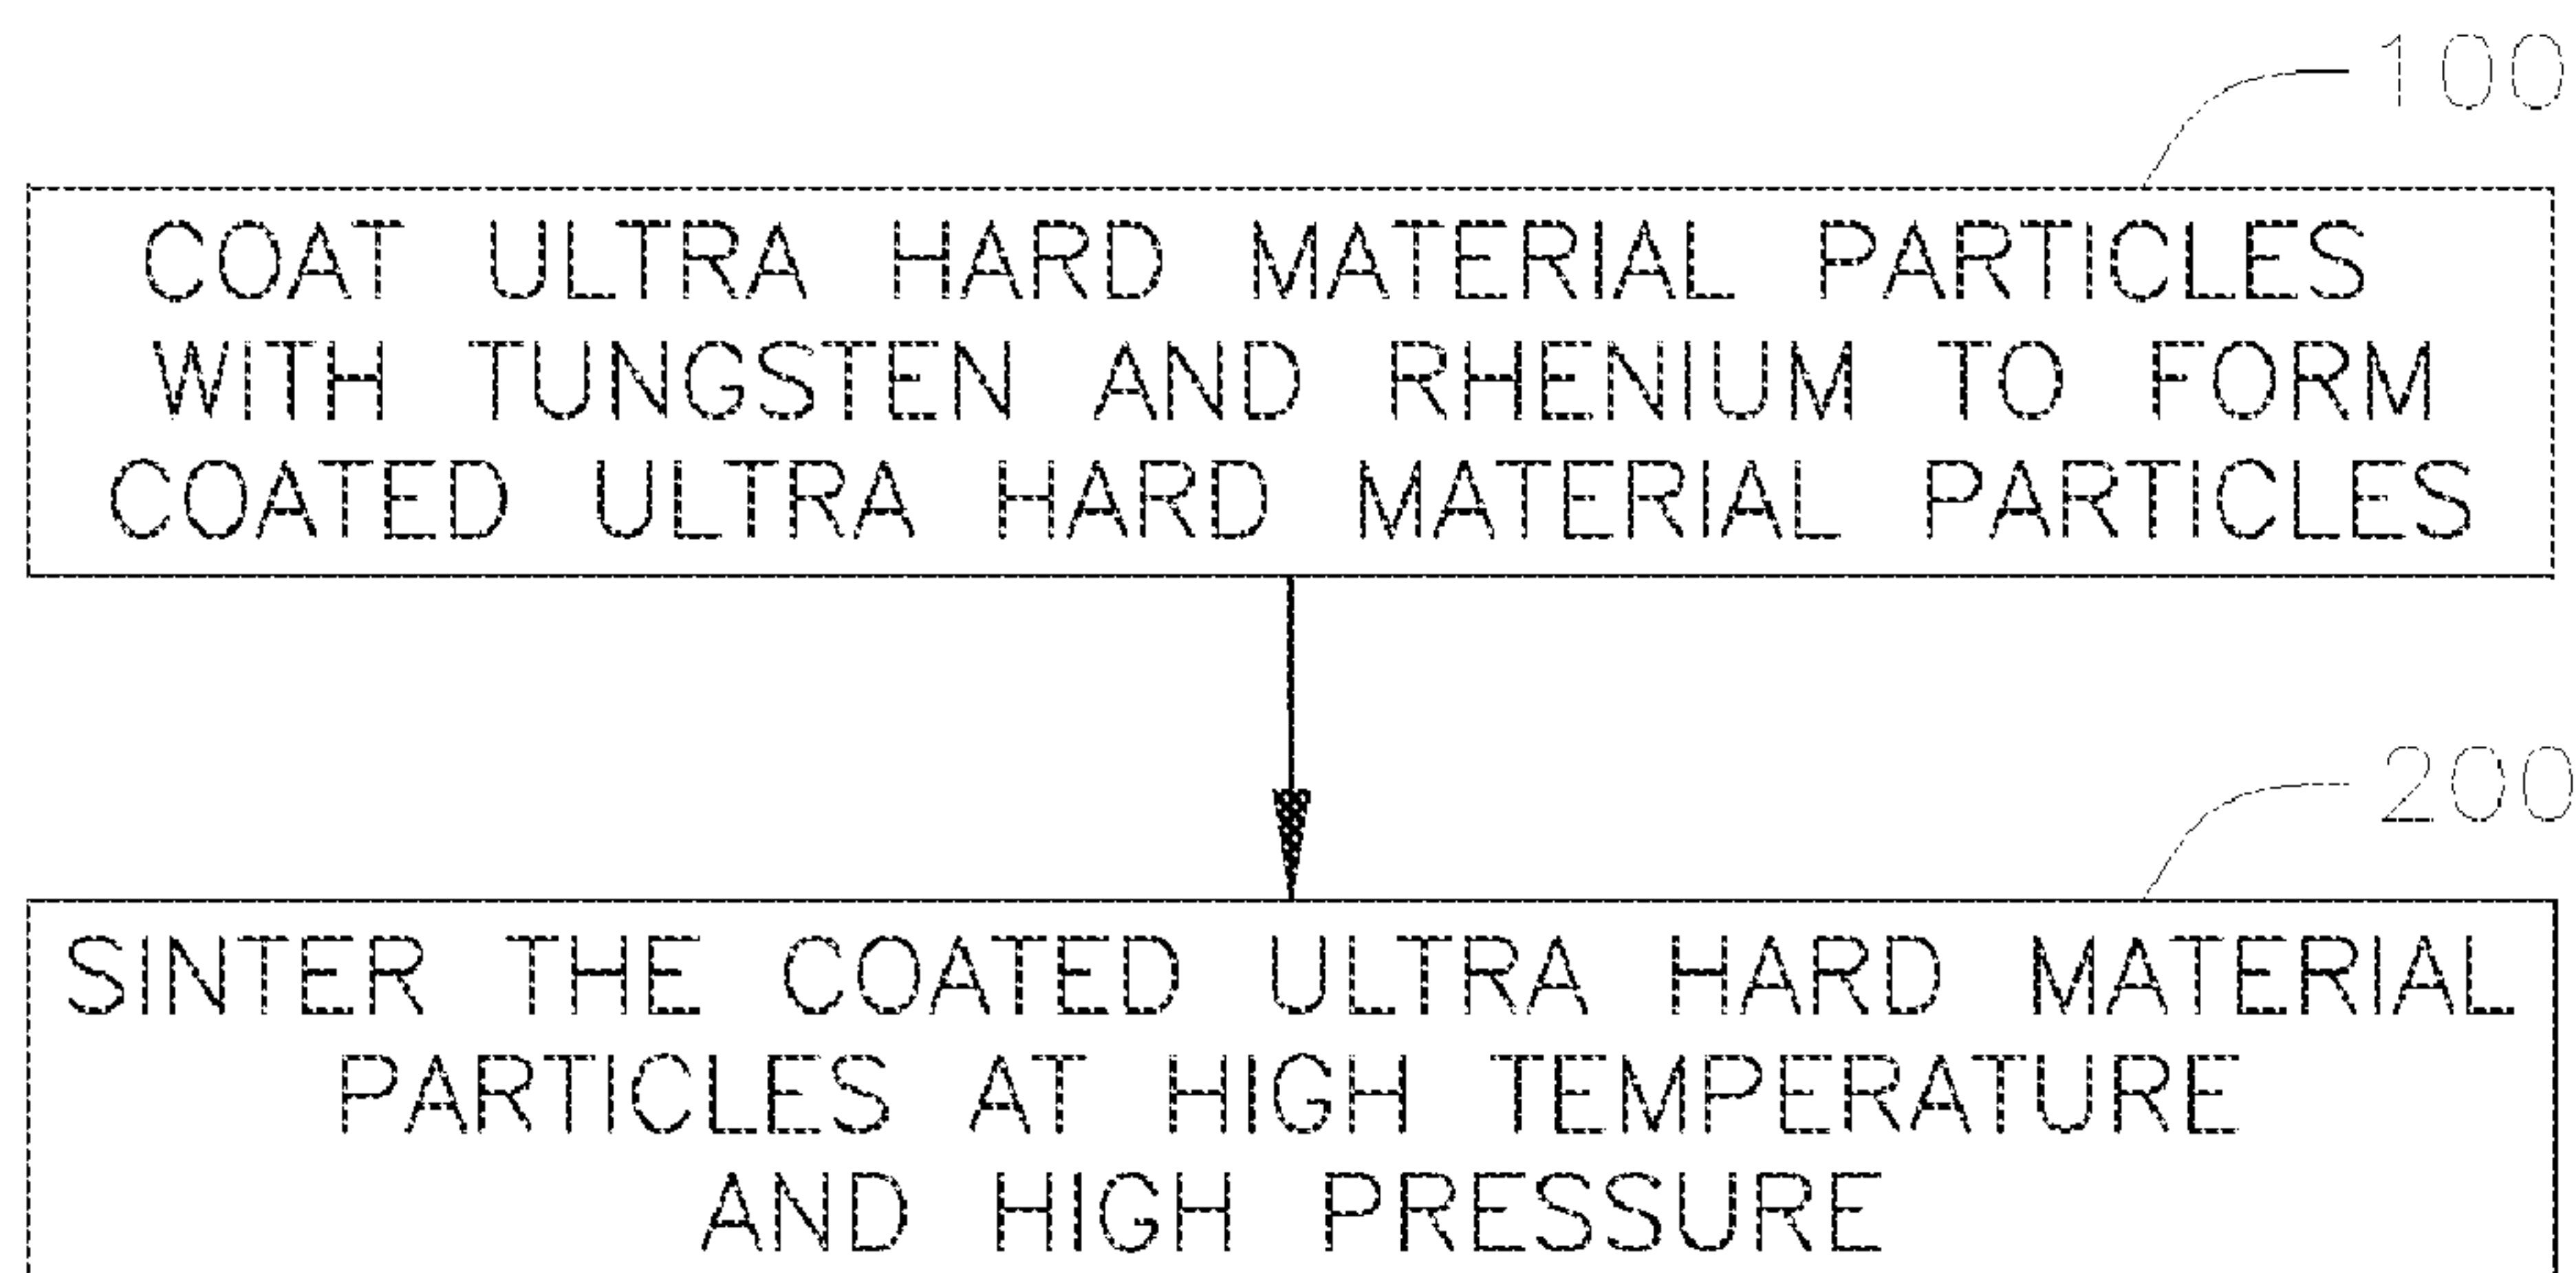 100
COAT ULTRA HARD MATERIAL PARTICLES
WITH TUNGSTEN AND RHENIUM TO FORM
COATED ULTRA HARD MATERIAL PARTICLES
200
SINTER THE COATED ULTRA HARD MATERIAL
PARTICLES AT HIGH TEMPERATURE
AND HIGH PRESSURE